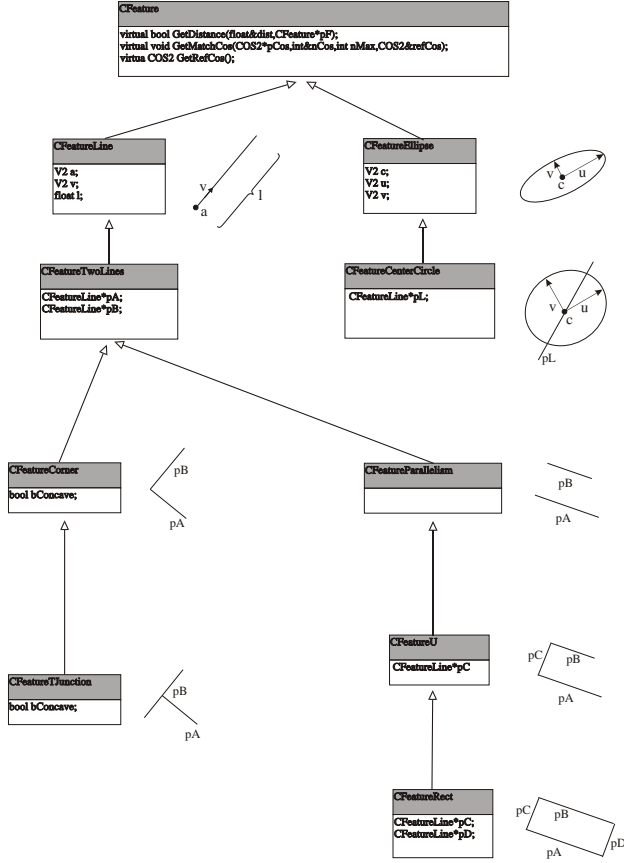 CFeature
virtual bool GetDistance(float&dist,CFeature*pF);
virtual void GetMatchCos(COS2*pCos,int&nCos,int nMax,COS2&refCos);
virtua COS2 GetRefCos();
CFeatureLine
V2 a;
V2 v;
float l;
v
a
l
CFeatureEllipse
V2 c;
V2 u;
V2 v;
v
u
c
CFeatureTwoLines
CFeatureLine*pA;
CFeatureLine*pB;
CFeatureCenterCircle
CFeatureLine*pL;
v
u
c
pL
CFeatureCorner
bool bConcave;
pB
pA
CFeatureParallelism
pB
pA
CFeatureU
CFeatureLine*pC
pC
pB
pA
CFeatureTJunction
bool bConcave;
pB
pA
CFeatureRect
CFeatureLine*pC;
CFeatureLine*pD;
pC
pB
pA
pD